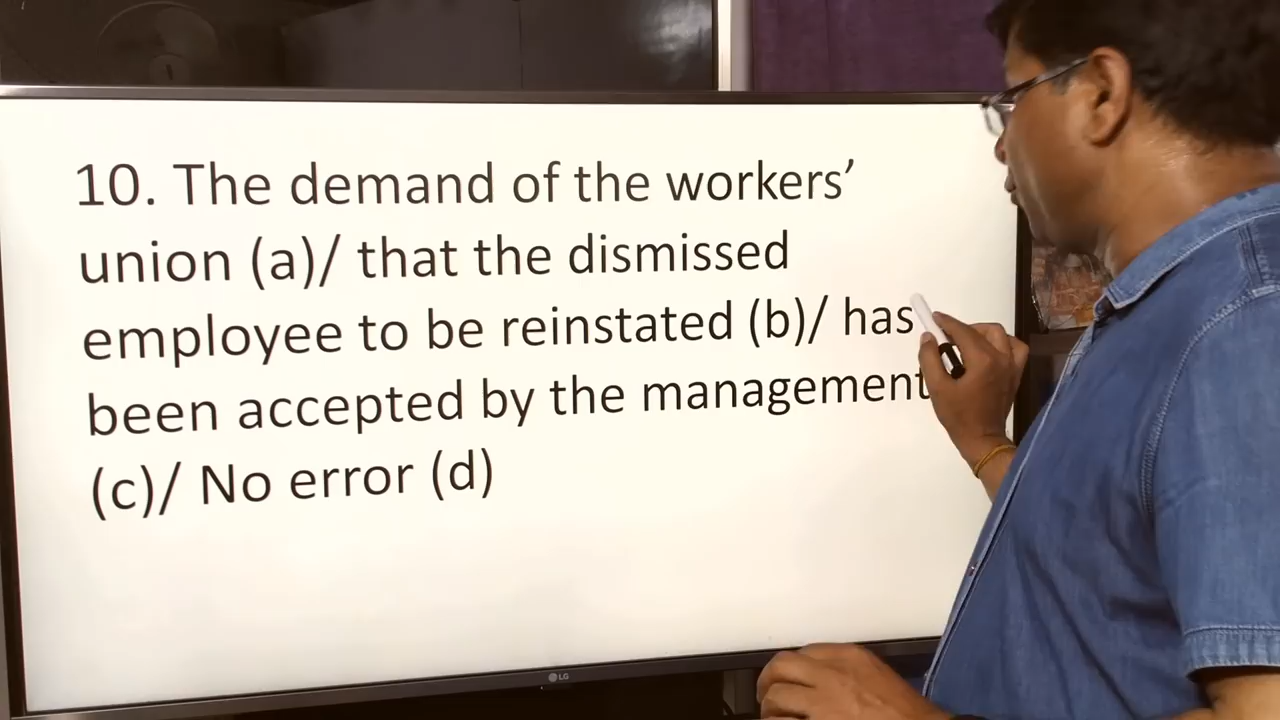 10. The demand of the workers’
union (a)/ that the dismissed
employee to be reinstated (b)/ has
been accepted by the management
(c)/ No error (d)
LG